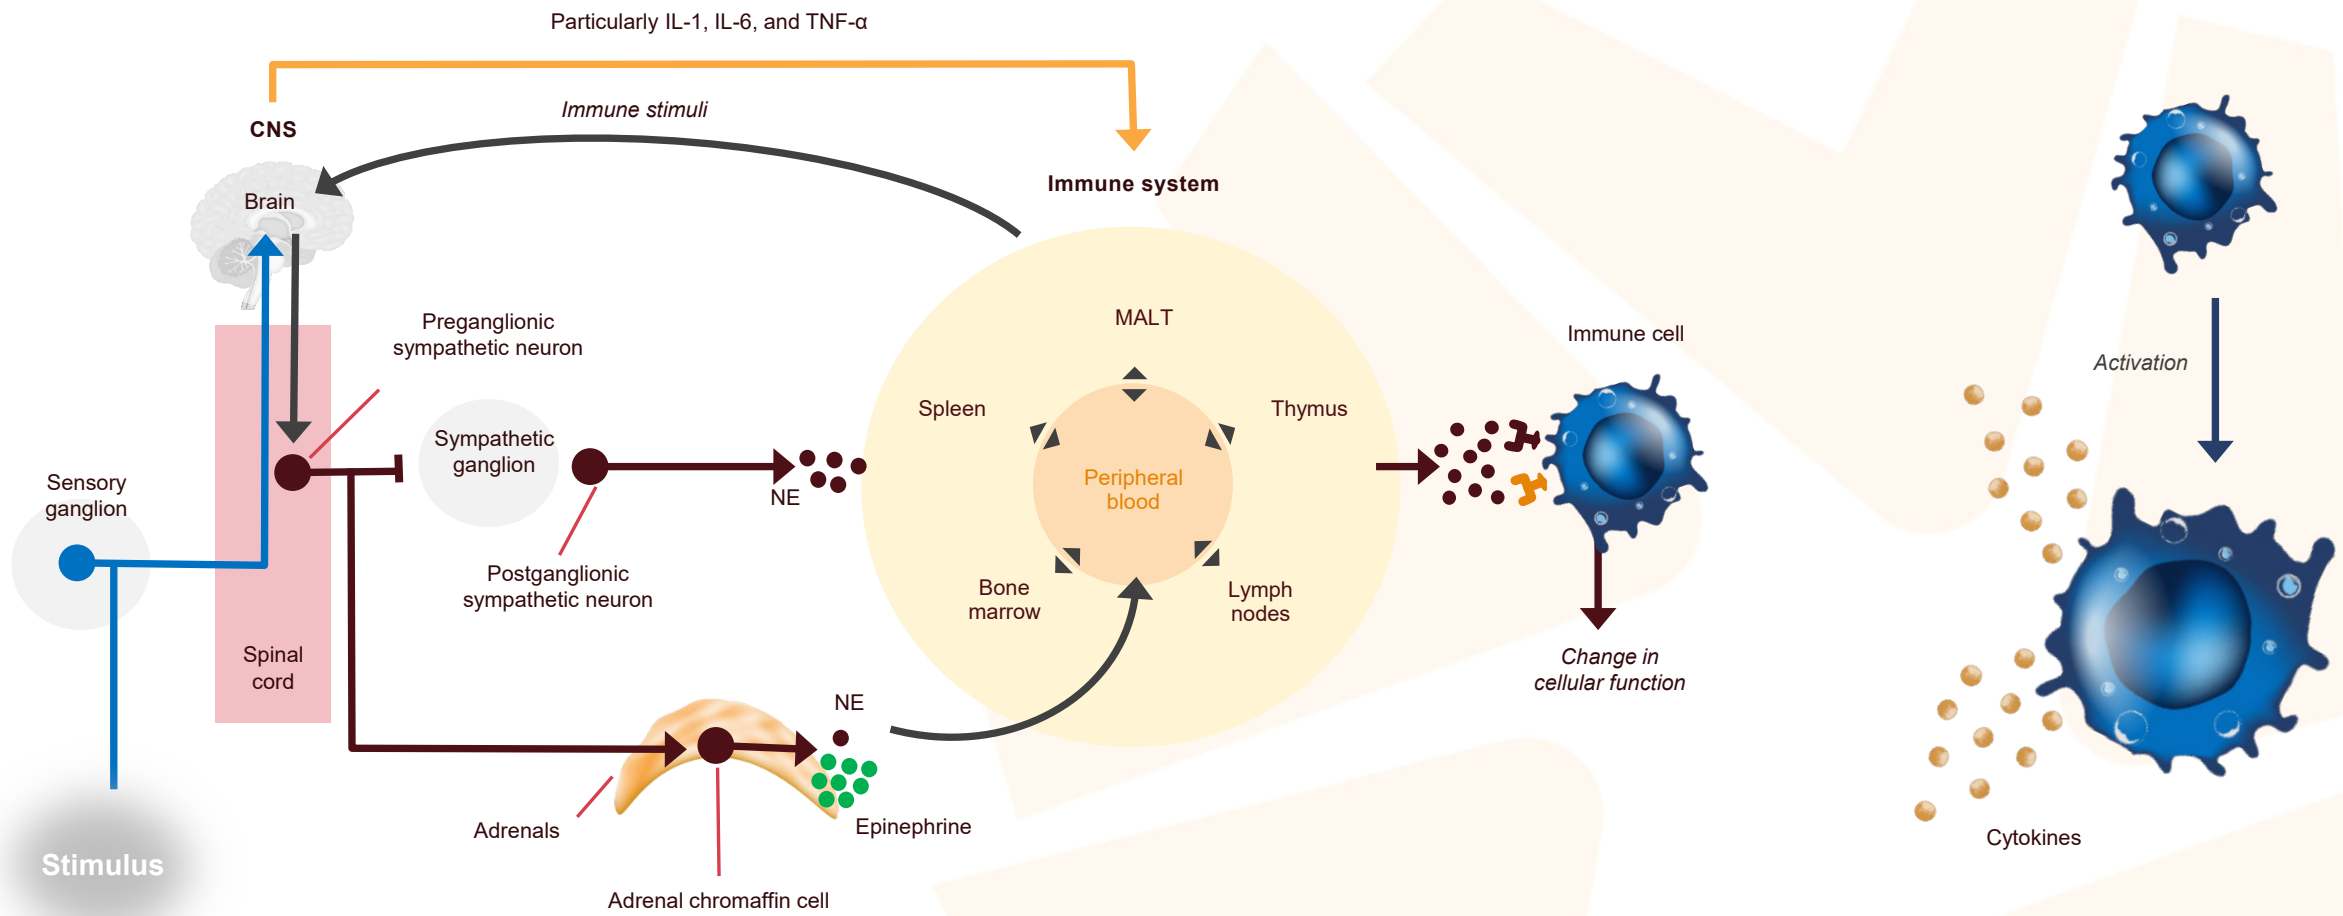 Particularly IL-1, IL-6, and TNF-α
Immune stimuli
CNS
Brain
Immune system
Preganglionic
sympathetic neuron
MALT
Immune cell
Activation
Spleen
Thymus
Sympathetic
ganglion
Sensory
ganglion
NE
Peripheral
blood
Postganglionic
sympathetic neuron
Bone
marrow
Lymph
nodes
Spinal
cord
Change in
cellular function
NE
Adrenals
Epinephrine
Cytokines
Stimulus
Adrenal chromaffin cell